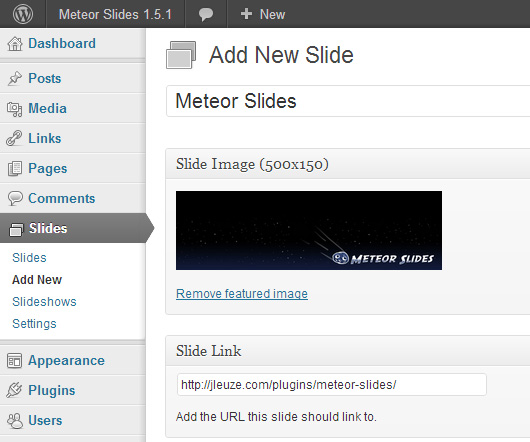 Meteor Slides 1.5.1
New
Dashboard
Posts
Media
Links
Pages
Comments
Slides
Slides
Add New
Slideshows
Settings
Appearance
Plugins
Users
Add New Slide
Meteor Slides
Slide Image (500x150)
METEOR SLIDES
Remove featured image
Slide Link
http://jleuze.com/plugins/meteor-slides/
Add the URL this slide should link to.